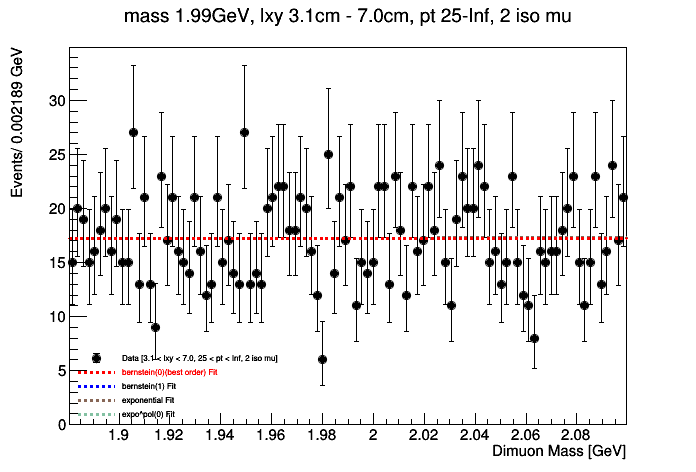 mass 1.99GeV, lxy 3.1cm - 7.0cm, pt 25-Inf, 2 iso mu
Events/ 0.002189 GeV
30
25
20
15
10
5
0
Data [3.1 < lxy < 7.0, 25 < pt < Inf, 2 iso mu]
bernstein(0)(best order) Fit
bernstein(1) Fit
exponential Fit
expo*pol(0) Fit
1.9 1.92 1.94 1.96 1.98 2 2.02 2.04 2.06 2.08
Dimuon Mass [GeV]